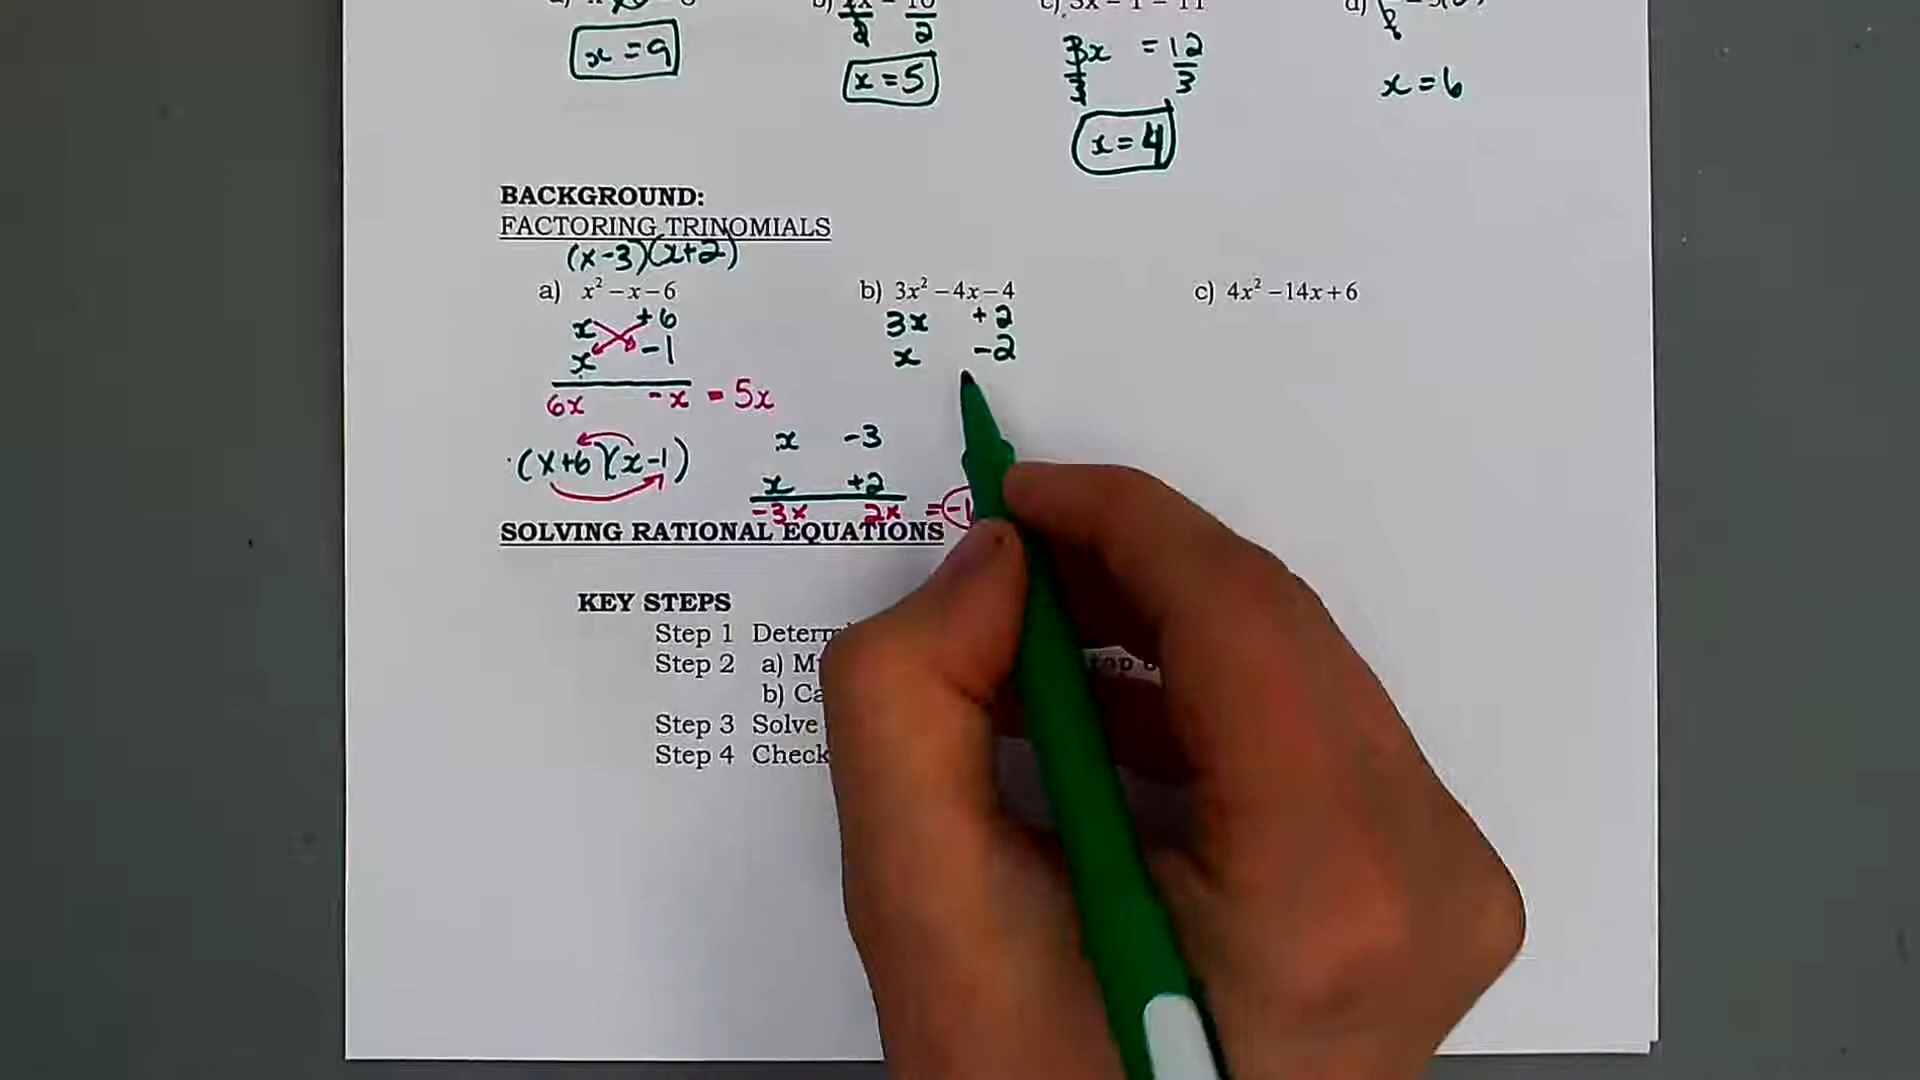 x = 9
x = 5
3x = 12
3 3
x = 4
x = 6
BACKGROUND:
FACTORING TRINOMIALS
(x-3)(x+2)
a) x² − x − 6
x +6
x −1
6x -x = 5x
(x+6)(x-1)
x -3
x +2
-3x 2x = -1
b) 3x² − 4x − 4
3x +2
x -2
c) 4x² − 14x + 6
SOLVING RATIONAL EQUATIONS
KEY STEPS
Step 1
Step 2 a)
b)
Step 3 Solve
Step 4 Check